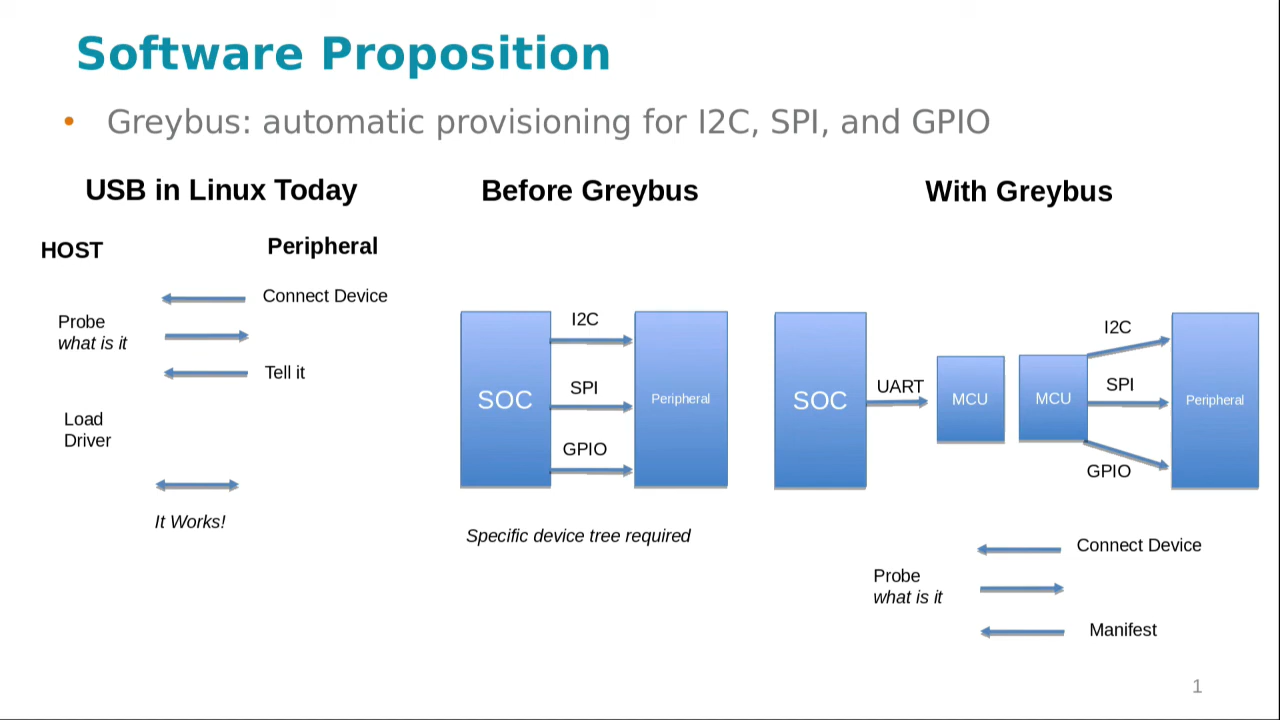 Software Proposition
• Greybus: automatic provisioning for I2C, SPI, and GPIO
USB in Linux Today
HOST
Peripheral
Connect Device
Probe
what is it
Tell it
Load
Driver
It Works!
Before Greybus
SOC
I2C
SPI
GPIO
Peripheral
Specific device tree required
With Greybus
SOC
UART
MCU
MCU
I2C
SPI
GPIO
Peripheral
Connect Device
Probe
what is it
Manifest
1